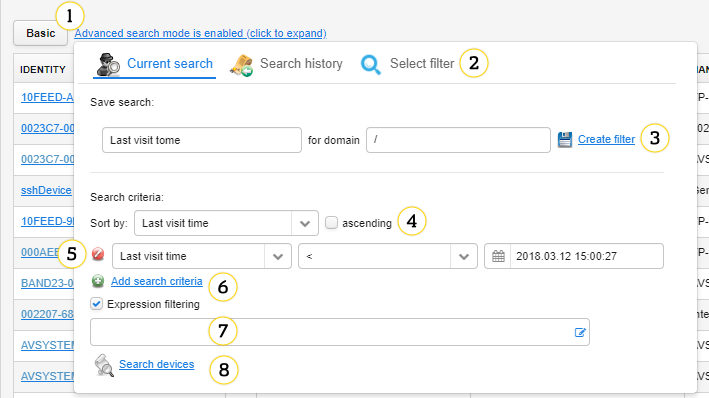 1
Basic Advanced search mode is enabled (click to expand)
IDENTITY
Current search Search history Select filter 2
10FEED-A
Save search:
0023C7-00
Last visit tome for domain / Create filter 3
0023C7-00
sshDevice
Search criteria:
10FEED-9
Sort by: Last visit time ascending 4
000AEE
5 Last visit time < 2018.03.12 15:00:27
BAND23-0
Add search criteria 6
002207-68
Expression filtering
AVSYSTEM
7
AVSYSTEM
Search devices 8